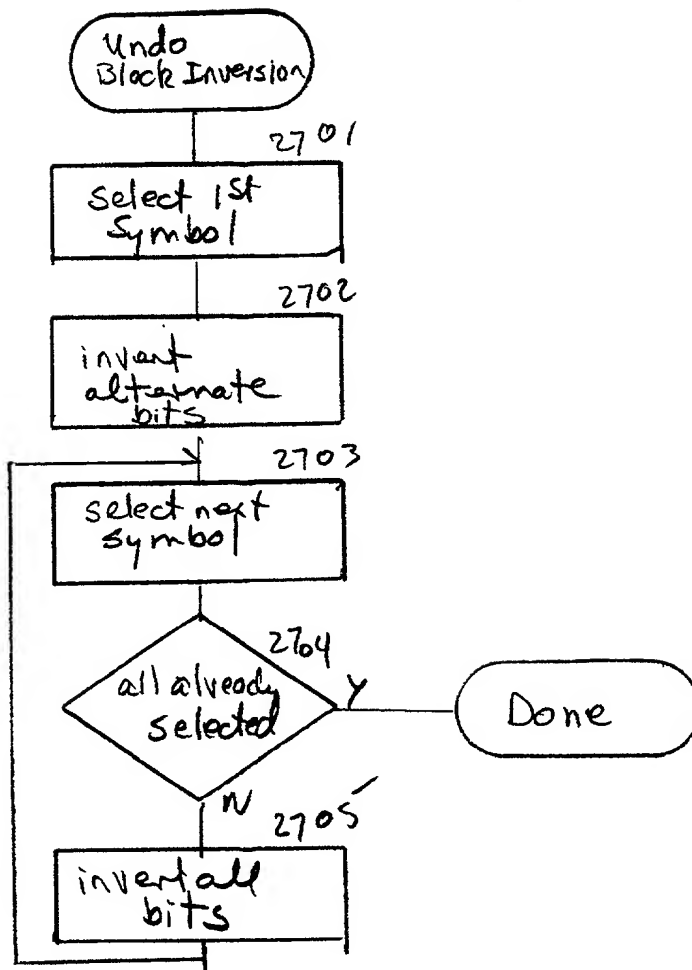 Undo
Block Inversion
2701
select 1st
symbol
2702
invert
alternate
bits
2703
select next
symbol
2704
all already
selected
Y
Done
N
2705
invert all
bits